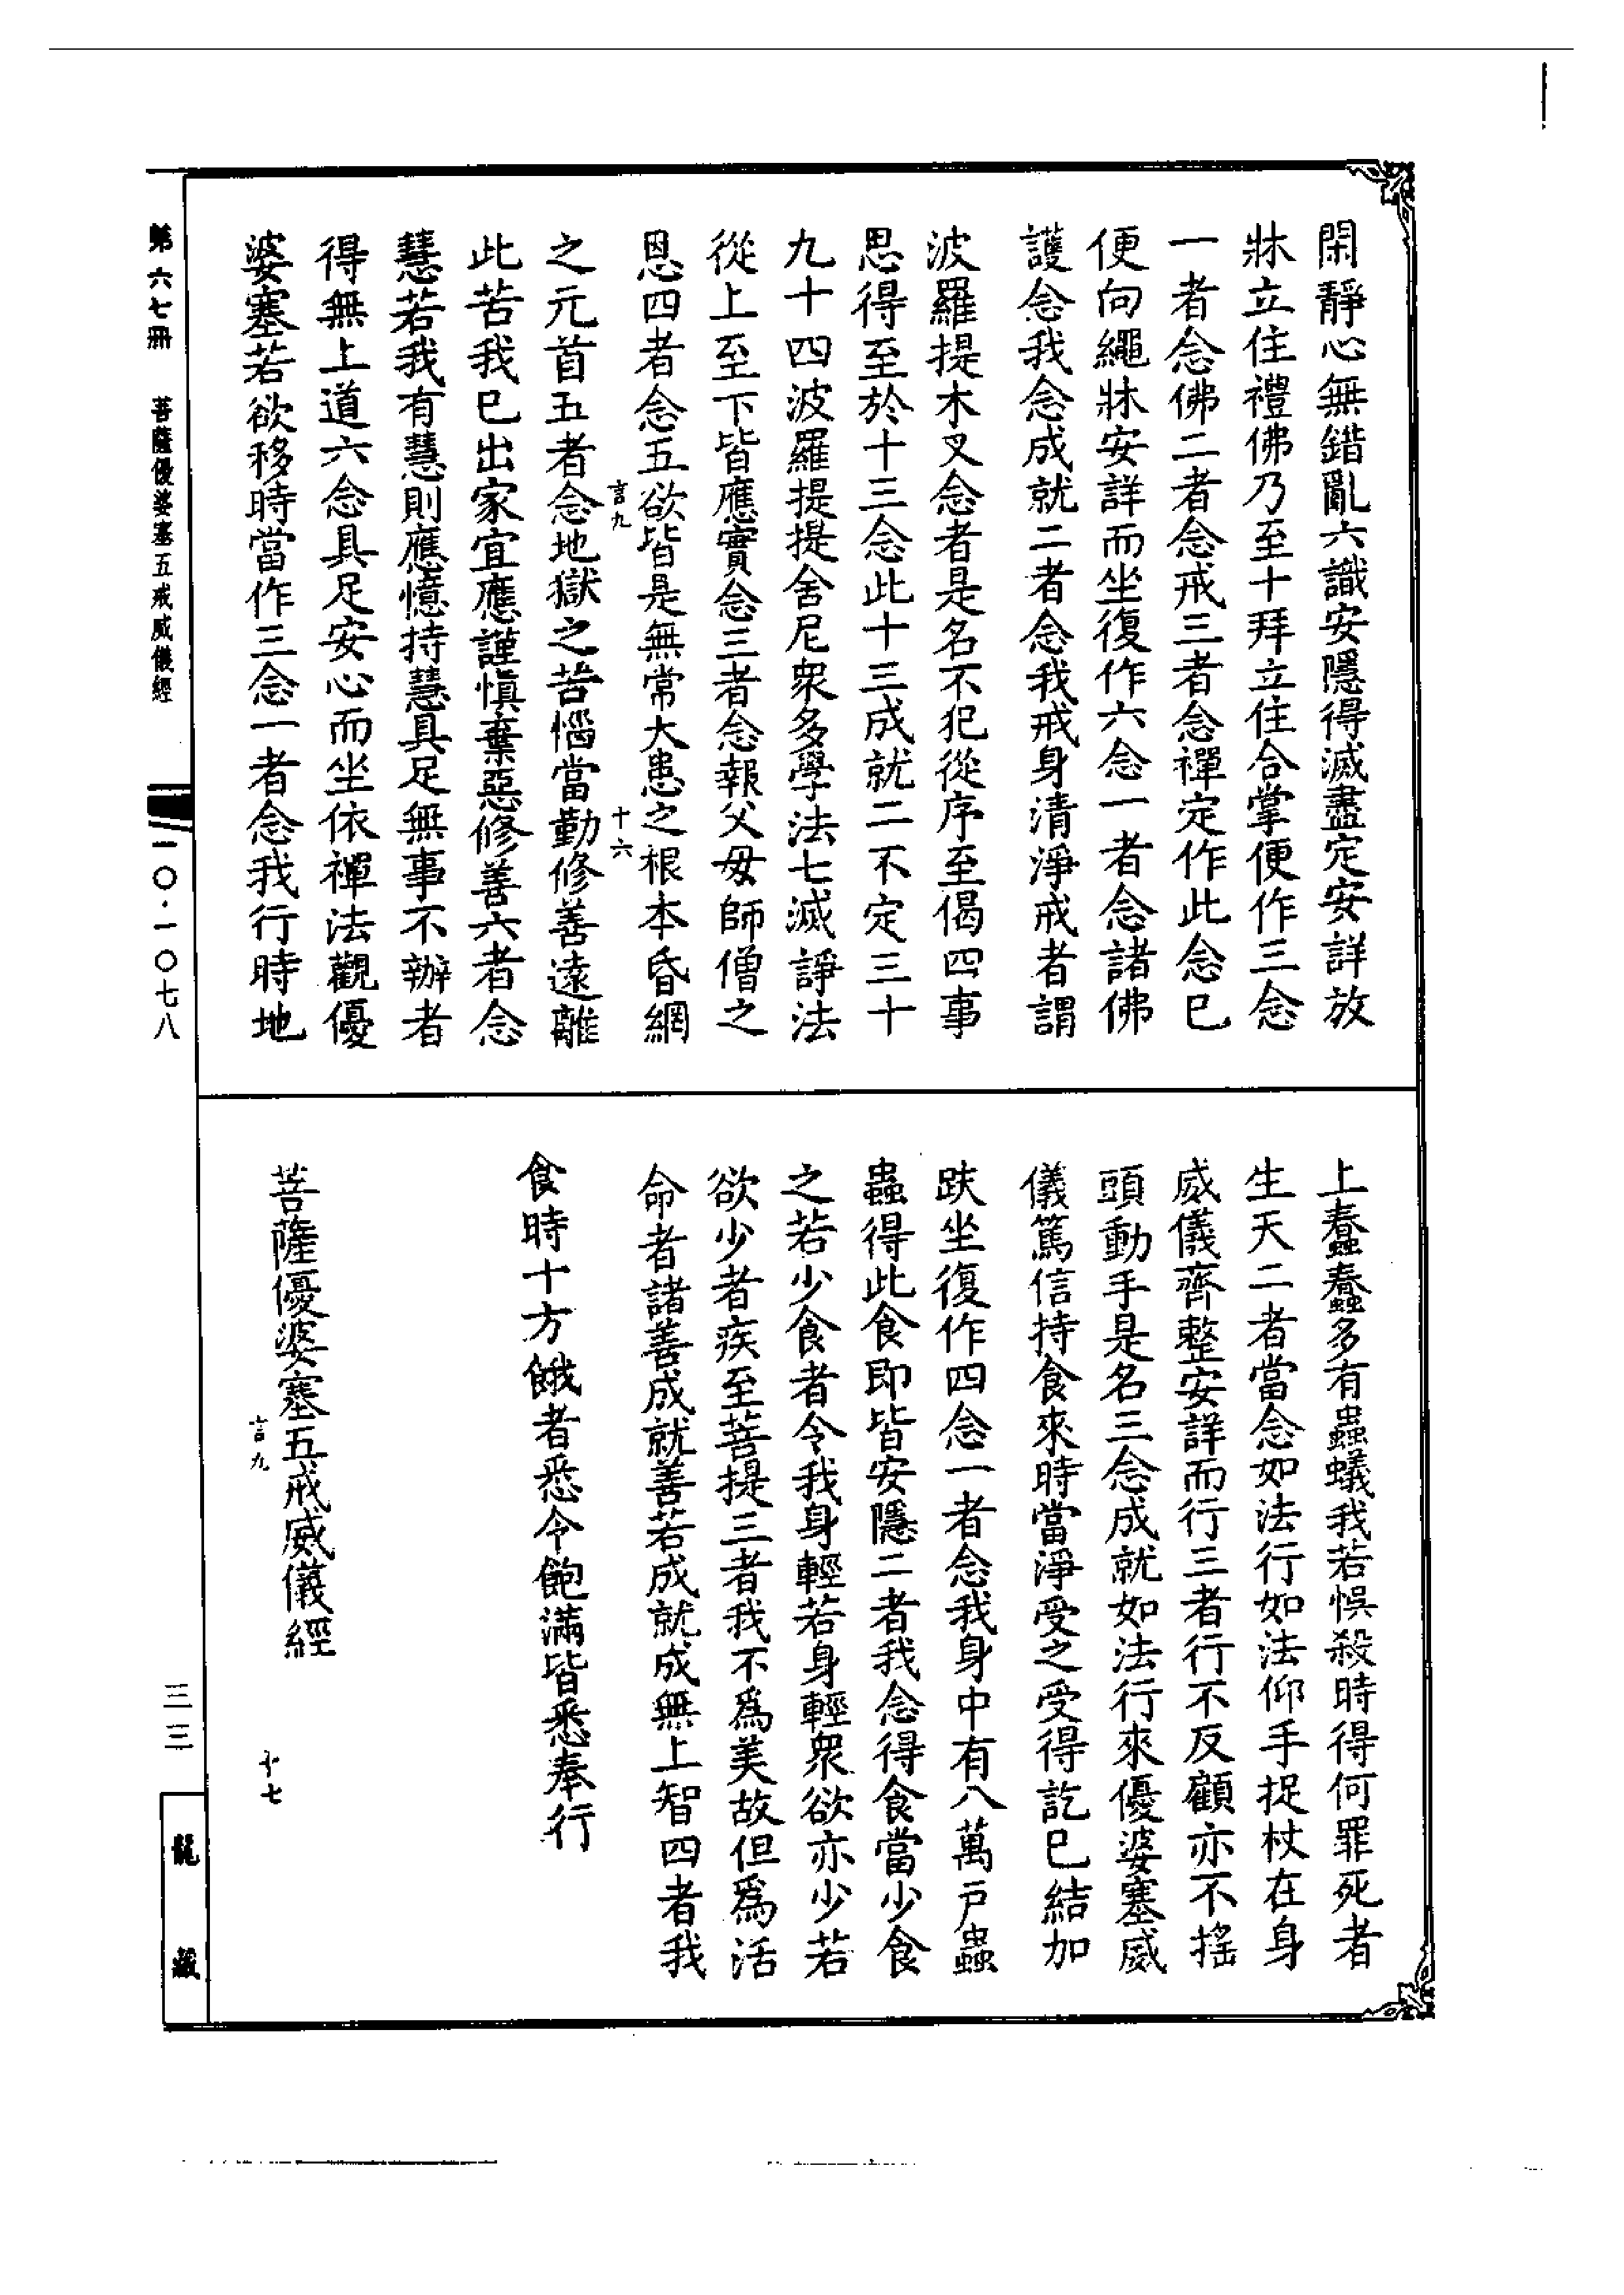 閑靜心無錯亂六識安隱得滅盡定安詳放
牀立住禮佛乃至十拜立住合掌便作三念
一者念佛二者念戒三者念禪定作此念已
便向繩牀安詳而坐復作六念一者念諸佛
護念我念成就二者念我戒身清淨戒者謂
波羅提木叉念者是名不犯從序至偈四事
思得至於十三念此十三成就二不定三十
九十四波羅提提舍尼衆多學法七滅諍法
從上至下皆應實念三者念報父母師僧之
恩四者念五欲皆是無常大患之根本昏網
言九
十六
之元首五者念地獄之苦惱當勤修善遠離
此苦我已出家宜應謹愼棄惡修善六者念
慧若我有慧則應憶持慧具足無事不辦者
得無上道六念具足安心而坐依禪法觀優
婆塞若欲移時當作三念一者念我行時地
上蠢蠢多有蟲蟻我若悞殺時得何罪死者
生天二者當念如法行如法仰手捉杖在身
威儀齊整安詳而行三者行不反顧亦不搖
頭動手是名三念成就如法行來優婆塞威
儀篤信持食來時當淨受之受得訖已結加
趺坐復作四念一者念我身中有八萬戸蟲
蟲得此食即皆安隱二者我念得食當少食
之若少食者令我身輕若身輕衆欲亦少若
欲少者疾至菩提三者我不爲美故但爲活
命者諸善成就善若成就成無上智四者我
食時十方餓者悉令飽滿皆悉奉行
菩薩優婆塞五戒威儀經
言九
十七
第六七冊
菩薩優婆塞五戒威儀經
一〇·一〇七八
三三
龍藏